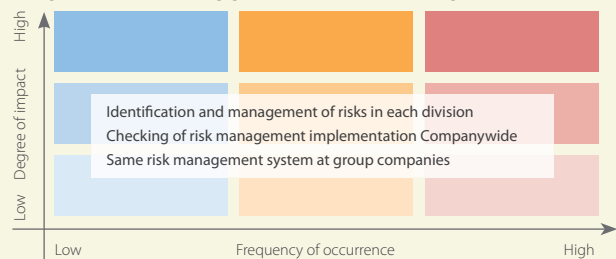 High
Degree of impact
Low
Identification and management of risks in each division
Checking of risk management implementation Companywide
Same risk management system at group companies
Low
Frequency of occurrence
High